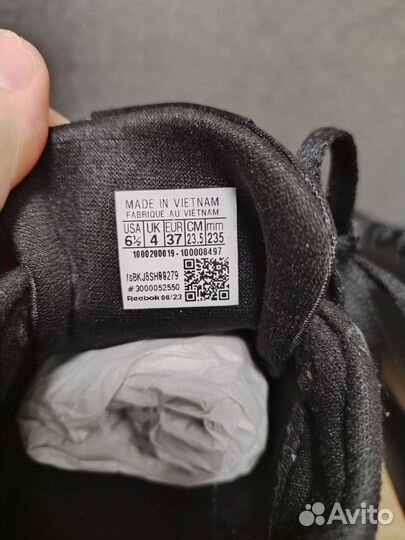 MADE IN VIETNAM
FABRIQUE AU VIETNAM
USA UK EUR CM mm
6½ 4 37 23.5 235
1000200019-100008497
#3000052550
Reebok 08/23
Avito